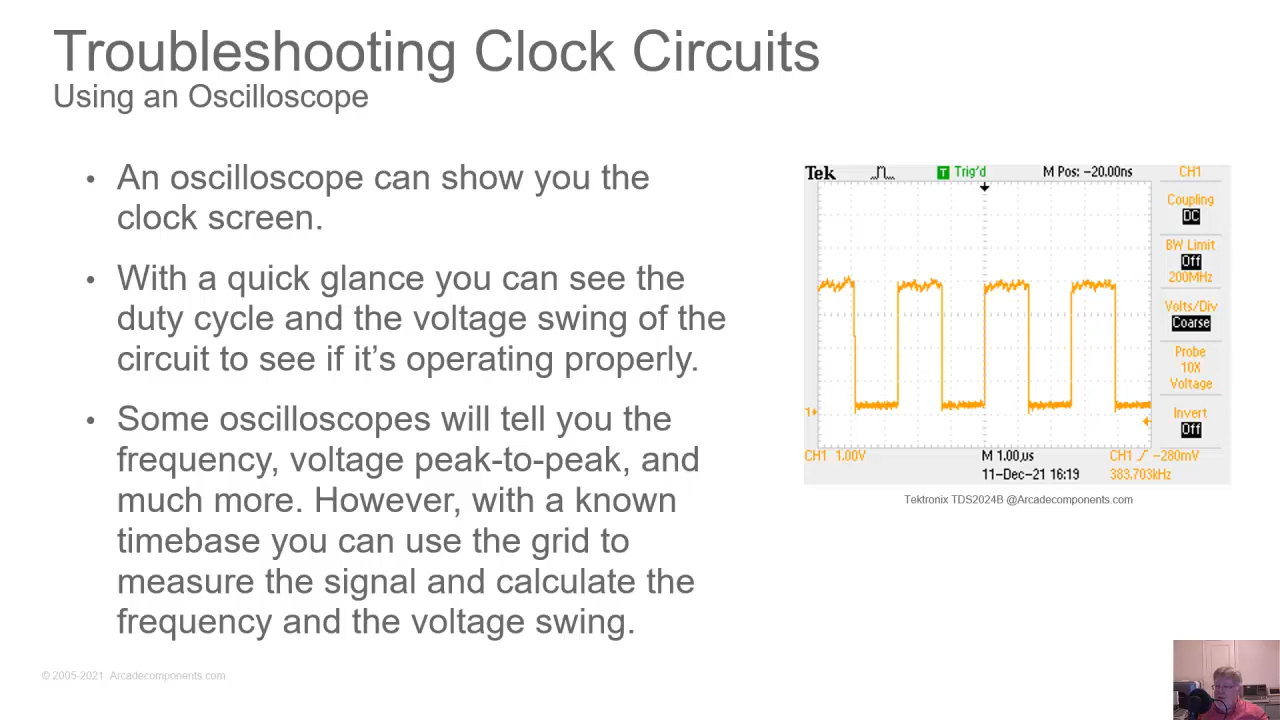 Troubleshooting Clock Circuits
Using an Oscilloscope
• An oscilloscope can show you the
clock screen.
• With a quick glance you can see the
duty cycle and the voltage swing of the
circuit to see if it’s operating properly.
• Some oscilloscopes will tell you the
frequency, voltage peak-to-peak, and
much more. However, with a known
timebase you can use the grid to
measure the signal and calculate the
frequency and the voltage swing.
Tek T Trig'd M Pos: -20.00ns CH1
Coupling
DC
BW Limit
Off
200MHz
Volts/Div
Coarse
Probe
10X
Voltage
Invert
Off
1
CH1 1.00V M 1.00µs CH1 -280mV
11-Dec-21 16:19 383.703kHz
Tektronix TDS2024B @Arcadecomponents.com
© 2005-2021 Arcadecomponents.com